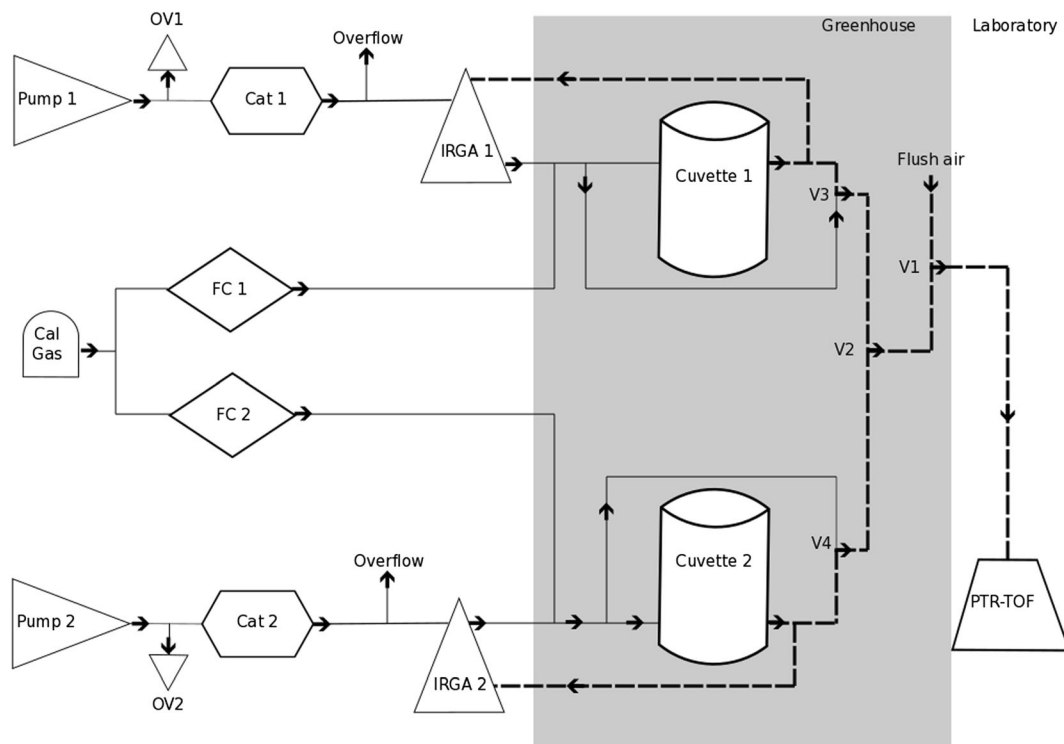 OV1
Greenhouse
Laboratory
Overflow
Pump 1
Cat 1
IRGA 1
Cuvette 1
Flush air
V3
V1
FC 1
Cal
Gas
V2
FC 2
Overflow
V4
Cuvette 2
PTR-TOF
Pump 2
Cat 2
IRGA 2
OV2